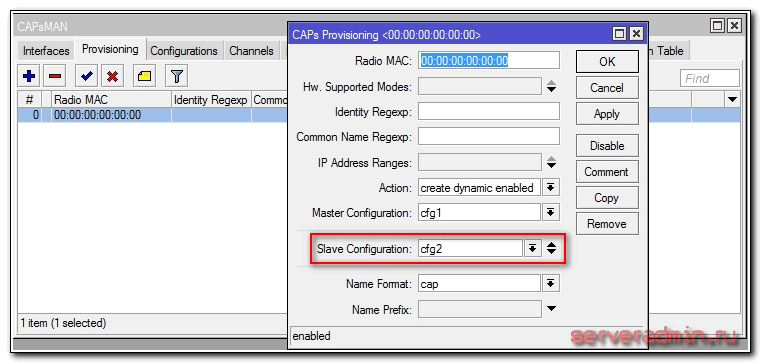 CAPsMAN
Interfaces Provisioning Configurations Channels
n Table
Find
# Radio MAC Identity Regexp Commo
0 00:00:00:00:00:00
1 item (1 selected)
CAPs Provisioning <00:00:00:00:00:00>
Radio MAC: 00:00:00:00:00:00
OK
Hw. Supported Modes:
Cancel
Identity Regexp:
Apply
Common Name Regexp:
IP Address Ranges:
Disable
Comment
Action: create dynamic enabled
Copy
Master Configuration: cfg1
Remove
Slave Configuration: cfg2
Name Format: cap
Name Prefix:
enabled
serveradmin.ru